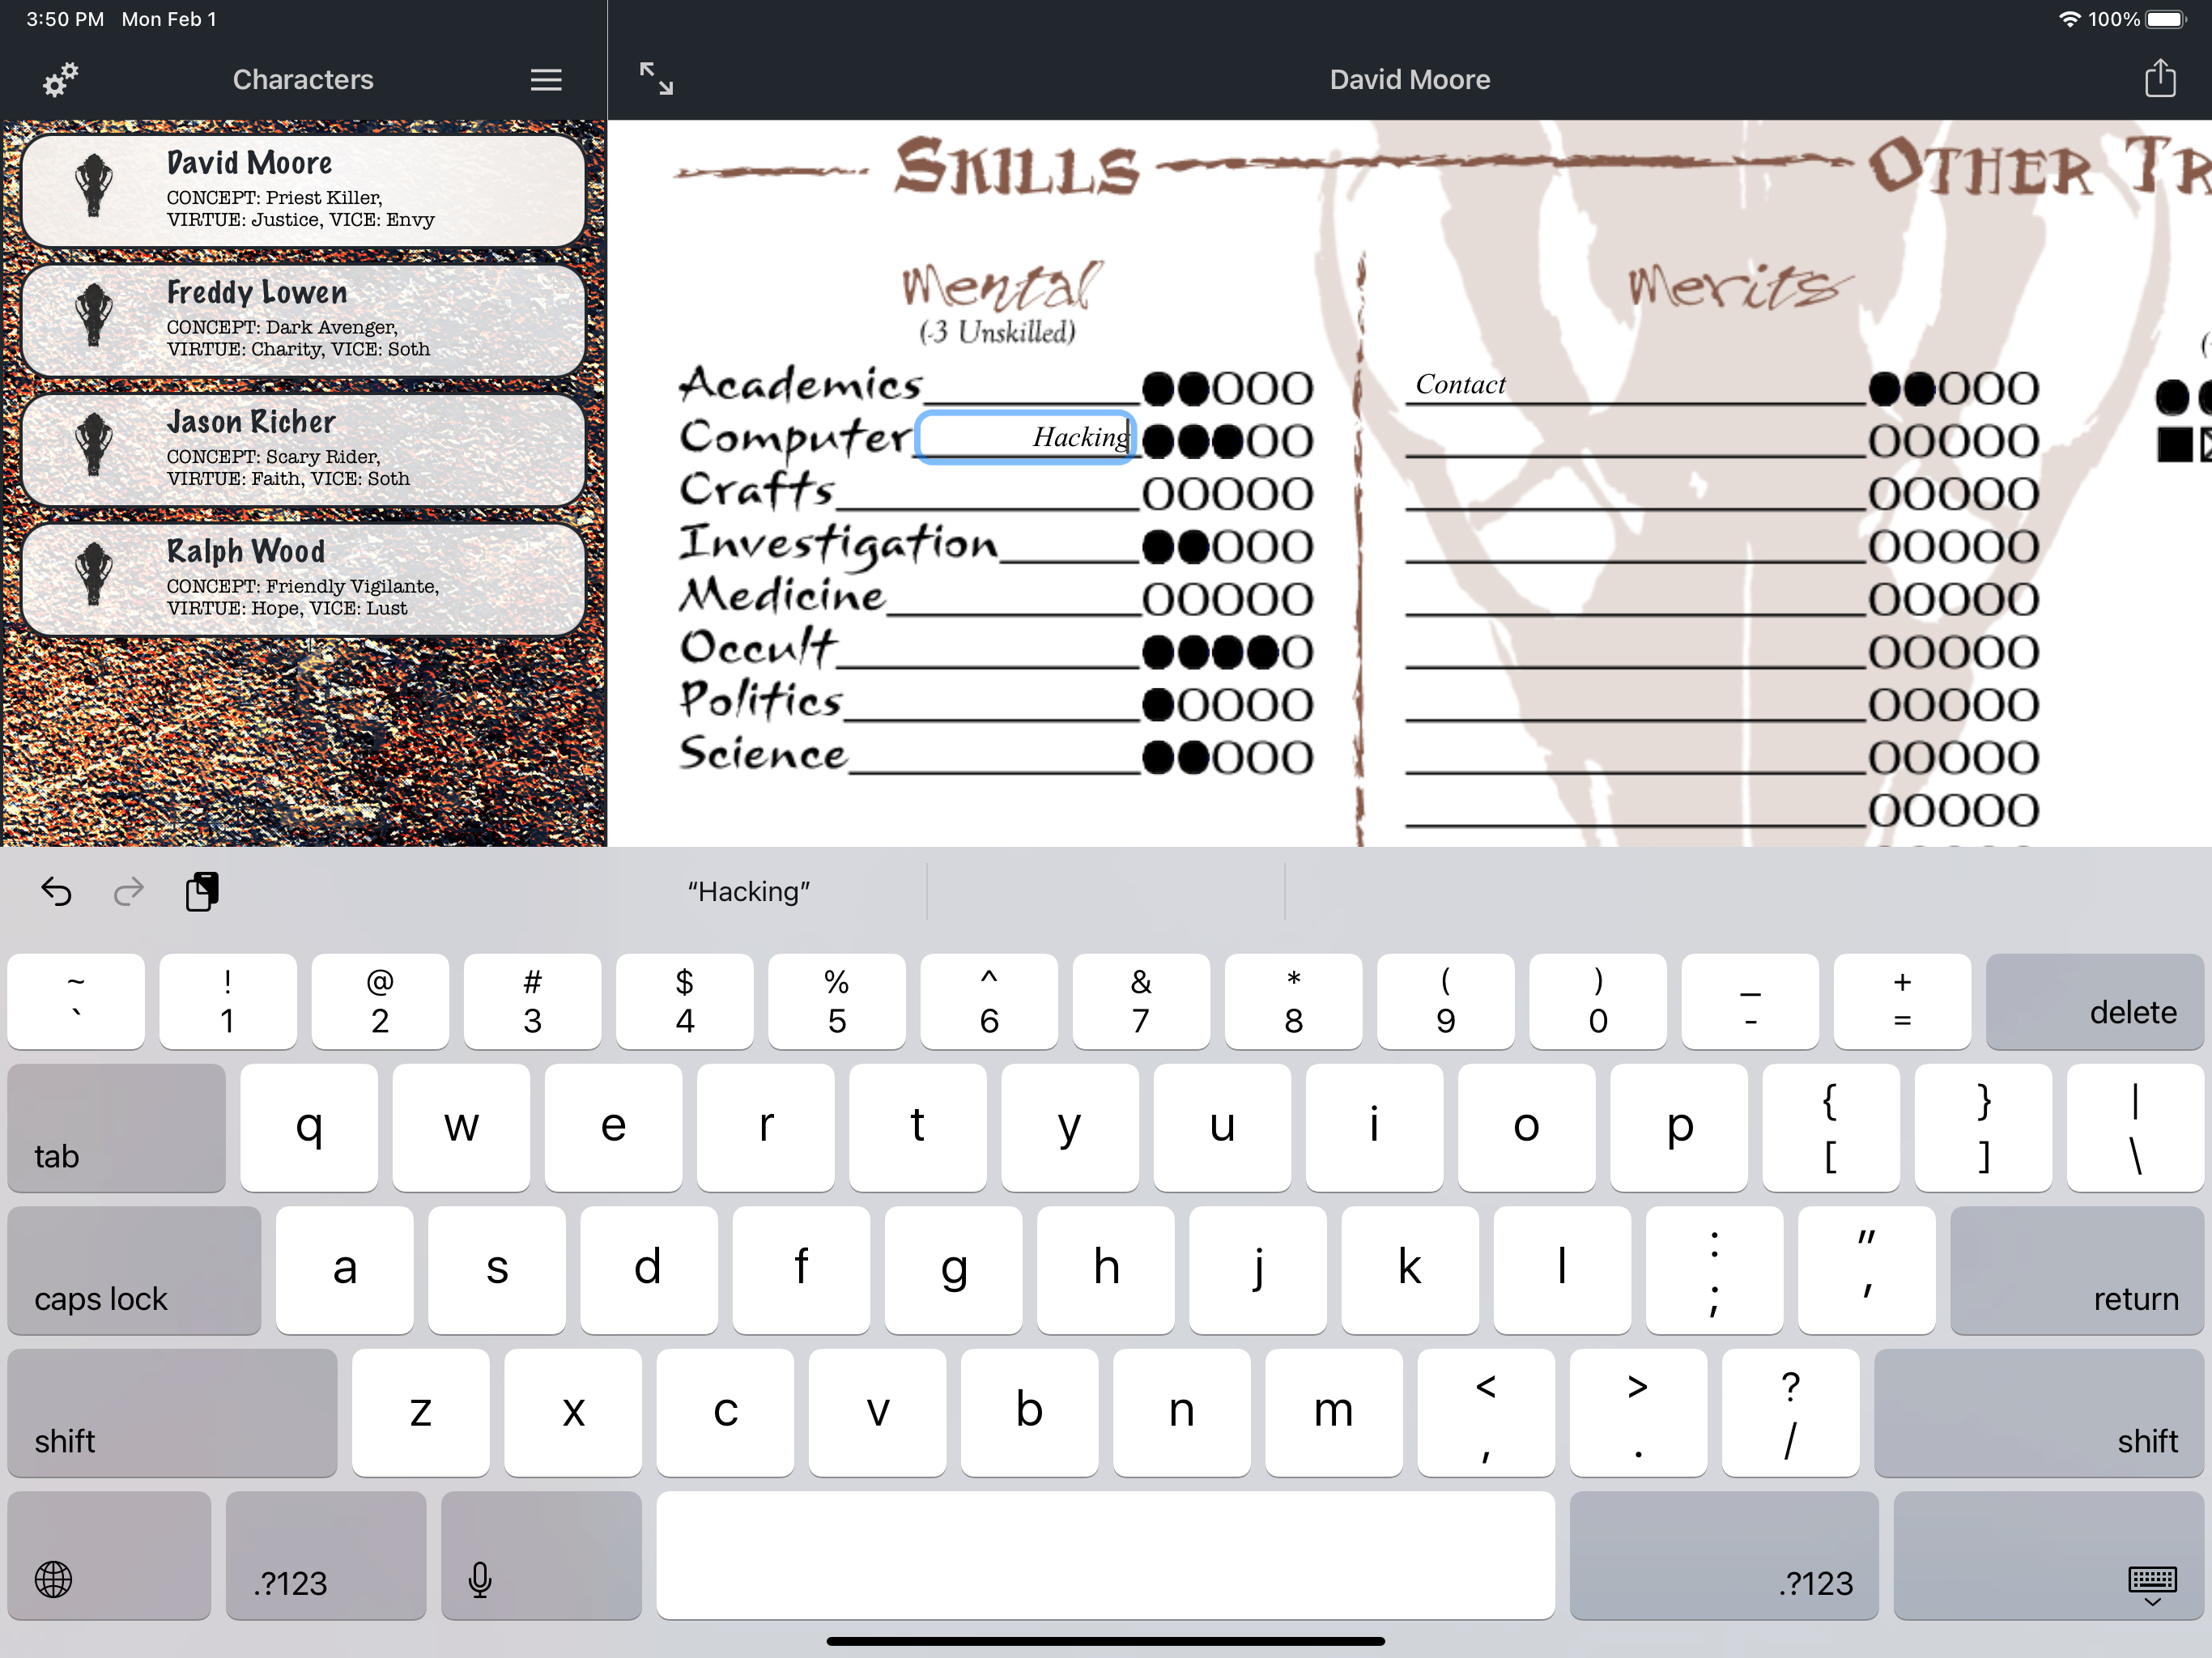 3:50 PM Mon Feb 1
100%
Characters
David Moore
David Moore
CONCEPT: Priest Killer,
VIRTUE: Justice, VICE: Envy
Freddy Lowen
CONCEPT: Dark Avenger,
VIRTUE: Charity, VICE: Soth
Jason Richer
CONCEPT: Scary Rider,
VIRTUE: Faith, VICE: Soth
Ralph Wood
CONCEPT: Friendly Vigilante,
VIRTUE: Hope, VICE: Lust
SKILLS
OTHER TR
Mental
(-3 Unskilled)
Academics
Computer Hacking
Crafts
Investigation
Medicine
Occult
Politics
Science
Merits
Contact
(
“Hacking”
~ ! @ # $ % ^ & * ( ) _ +
` 1 2 3 4 5 6 7 8 9 0 - = delete
tab q w e r t y u i o p { [ } ] | \
caps lock a s d f g h j k l : ; " ' return
shift z x c v b n m < , > . ? / shift
.?123 .?123